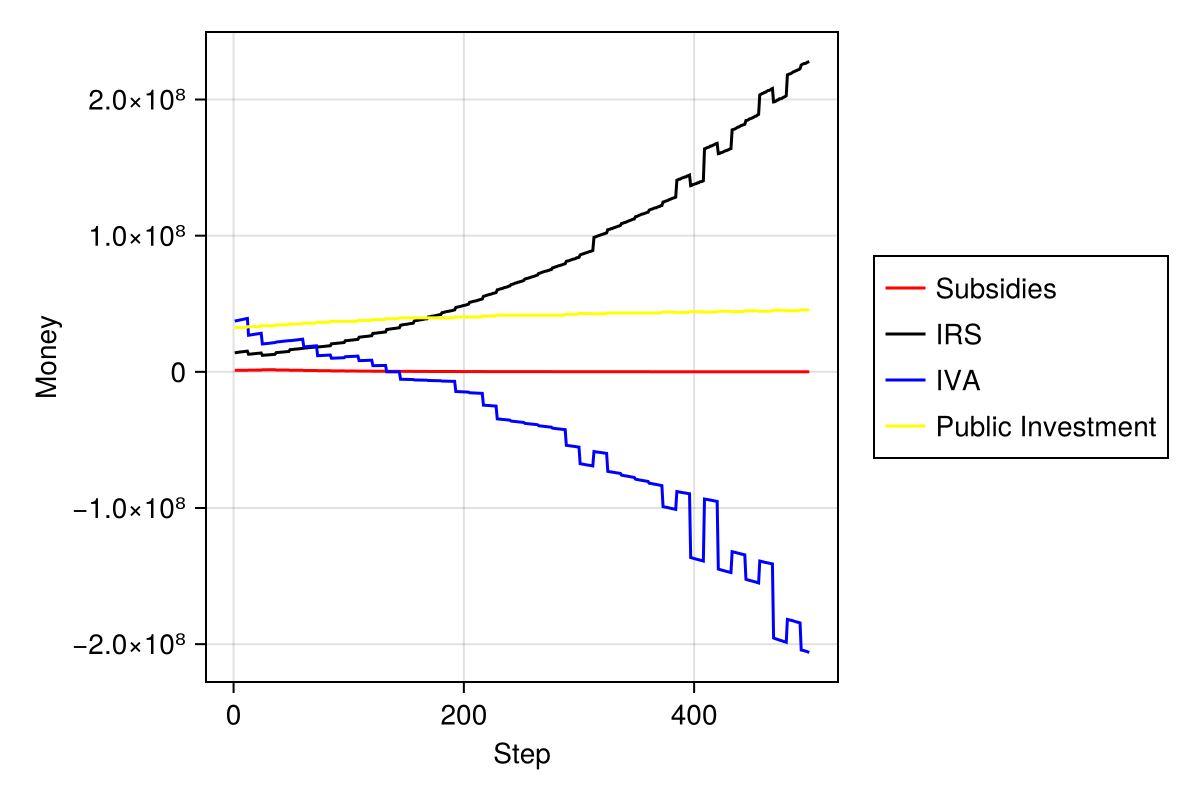 2.0×10⁸
1.0×10⁸
0
−1.0×10⁸
−2.0×10⁸
Money
0 200 400
Step
Subsidies
IRS
IVA
Public Investment